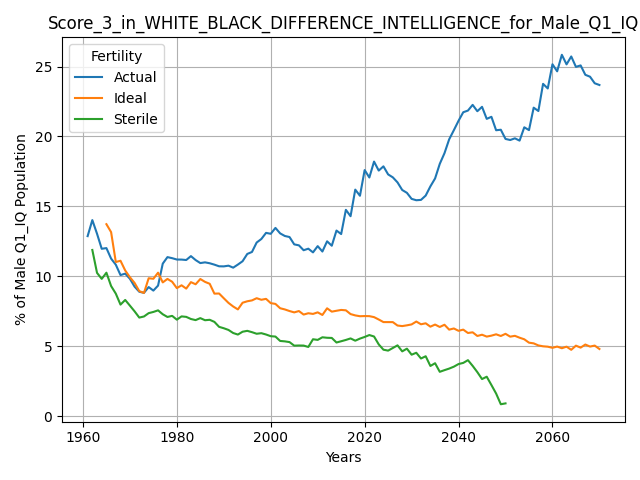 Score_3_in_WHITE_BLACK_DIFFERENCE_INTELLIGENCE_for_Male_Q1_IQ
Fertility
Actual
Ideal
Sterile
% of Male Q1_IQ Population
25
20
15
10
5
0
1960
1980
2000
2020
2040
2060
Years